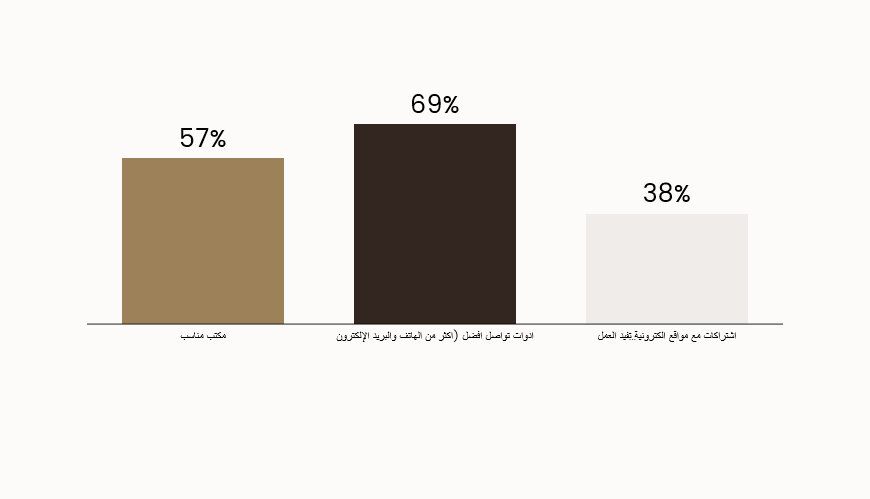 57%
69%
38%
مكتب مناسب
ادوات تواصل افضل (اكثر من الهاتف والبريد الإلكترون
اشتراكات مع مواقع الكترونية تفيد العمل